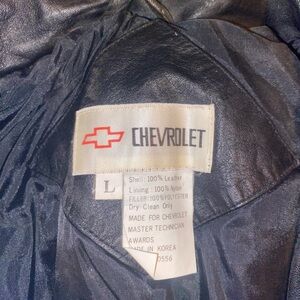 CHEVROLET
L
Shell: 100% Leather
Lining: 100% Nylon
FILLER: 100% POLYESTER
Dry Clean Only
MADE FOR CHEVROLET
MASTER TECHNICIAN
AWARDS
MADE IN KOREA
0556